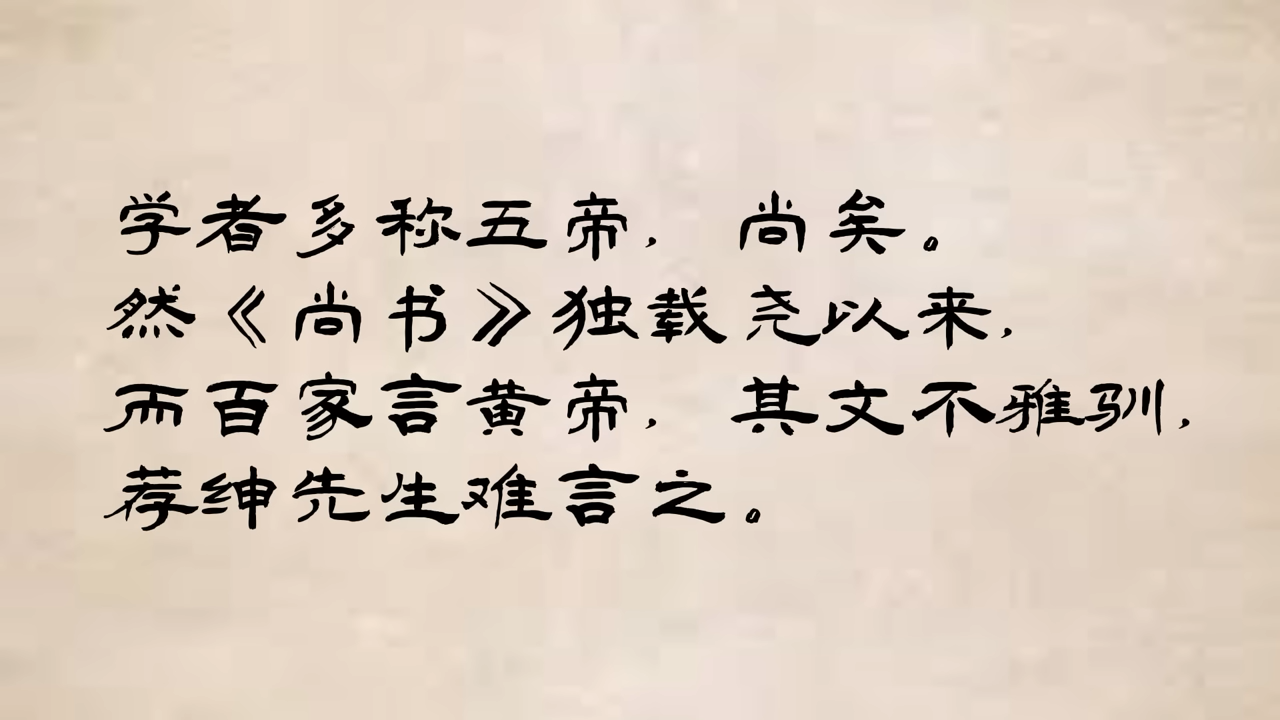 学者多称五帝，尚矣。
然《尚书》独载尧以来，
而百家言黄帝，其文不雅驯，
荐绅先生难言之。